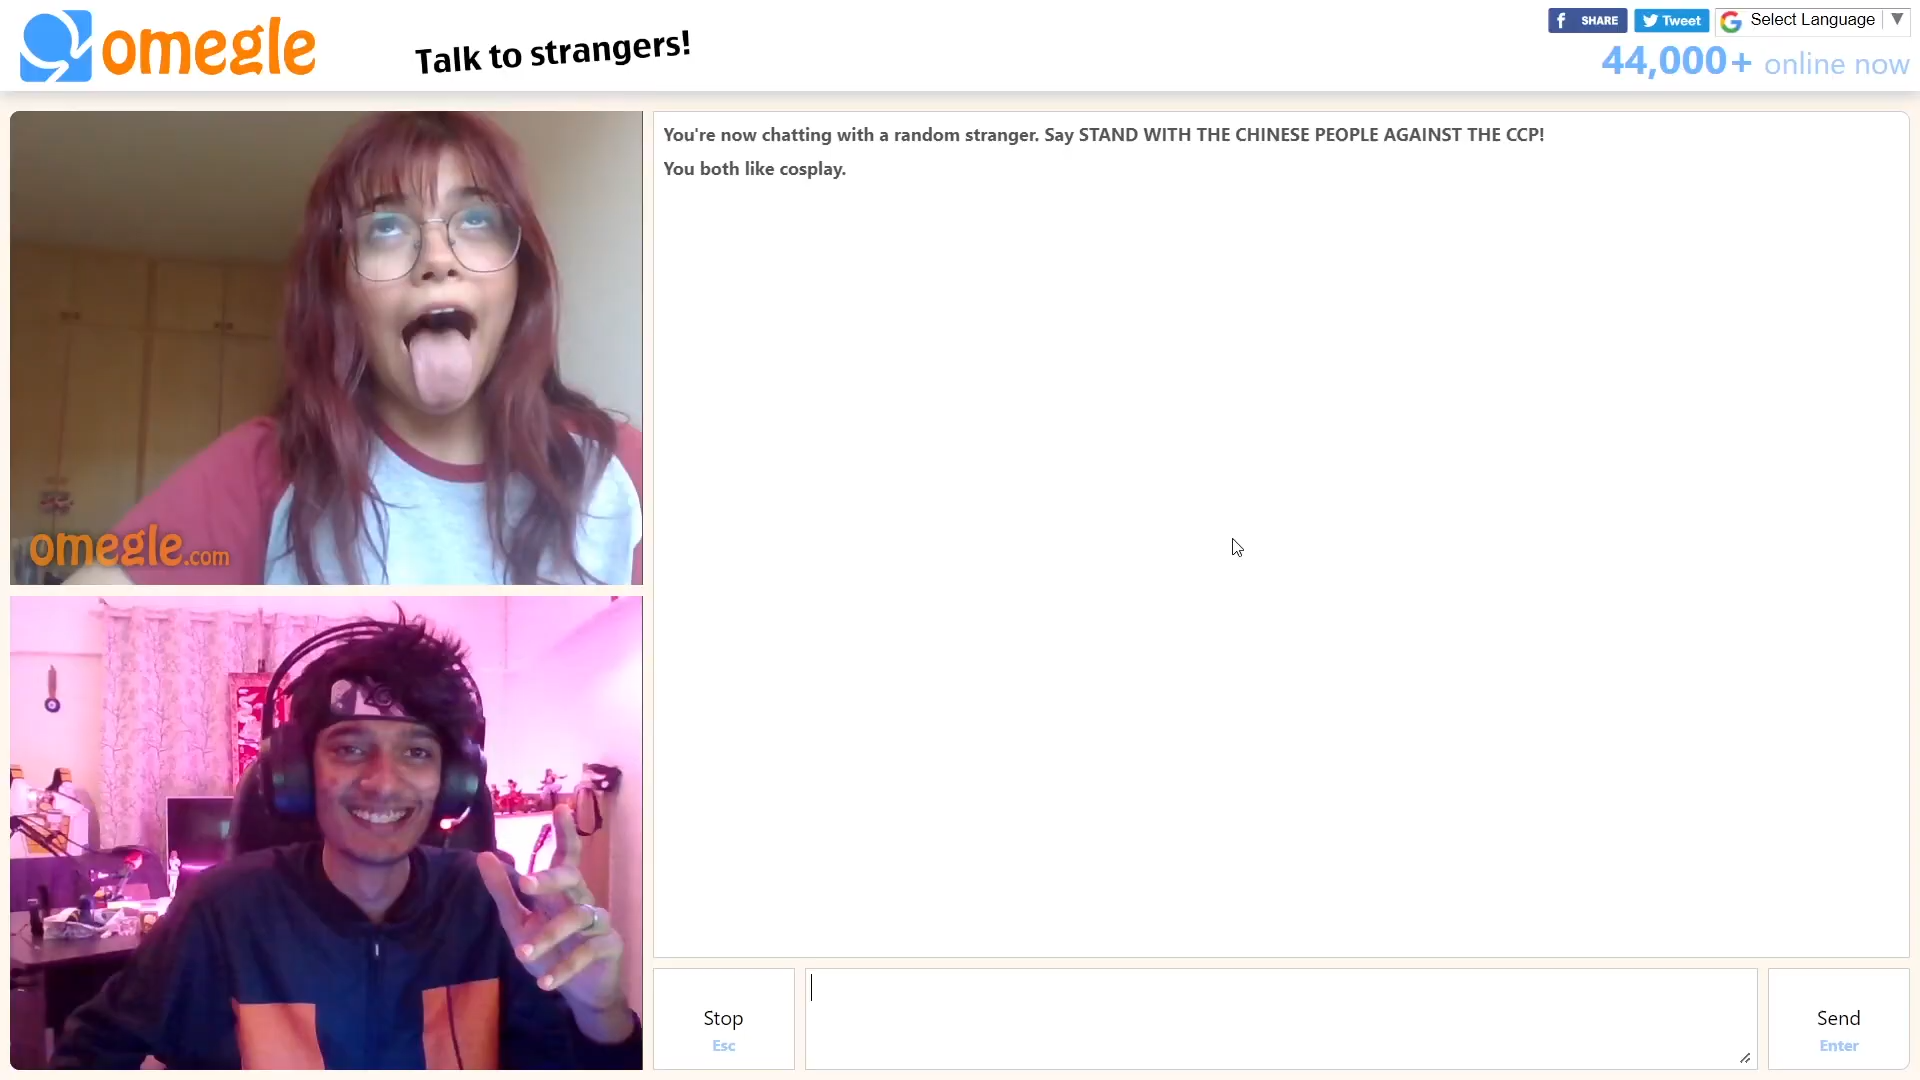 omegle
Talk to strangers!
f SHARE
Tweet
G Select Language ▼
44,000+ online now
You're now chatting with a random stranger. Say STAND WITH THE CHINESE PEOPLE AGAINST THE CCP!
You both like cosplay.
omegle.com
Stop
Esc
Send
Enter